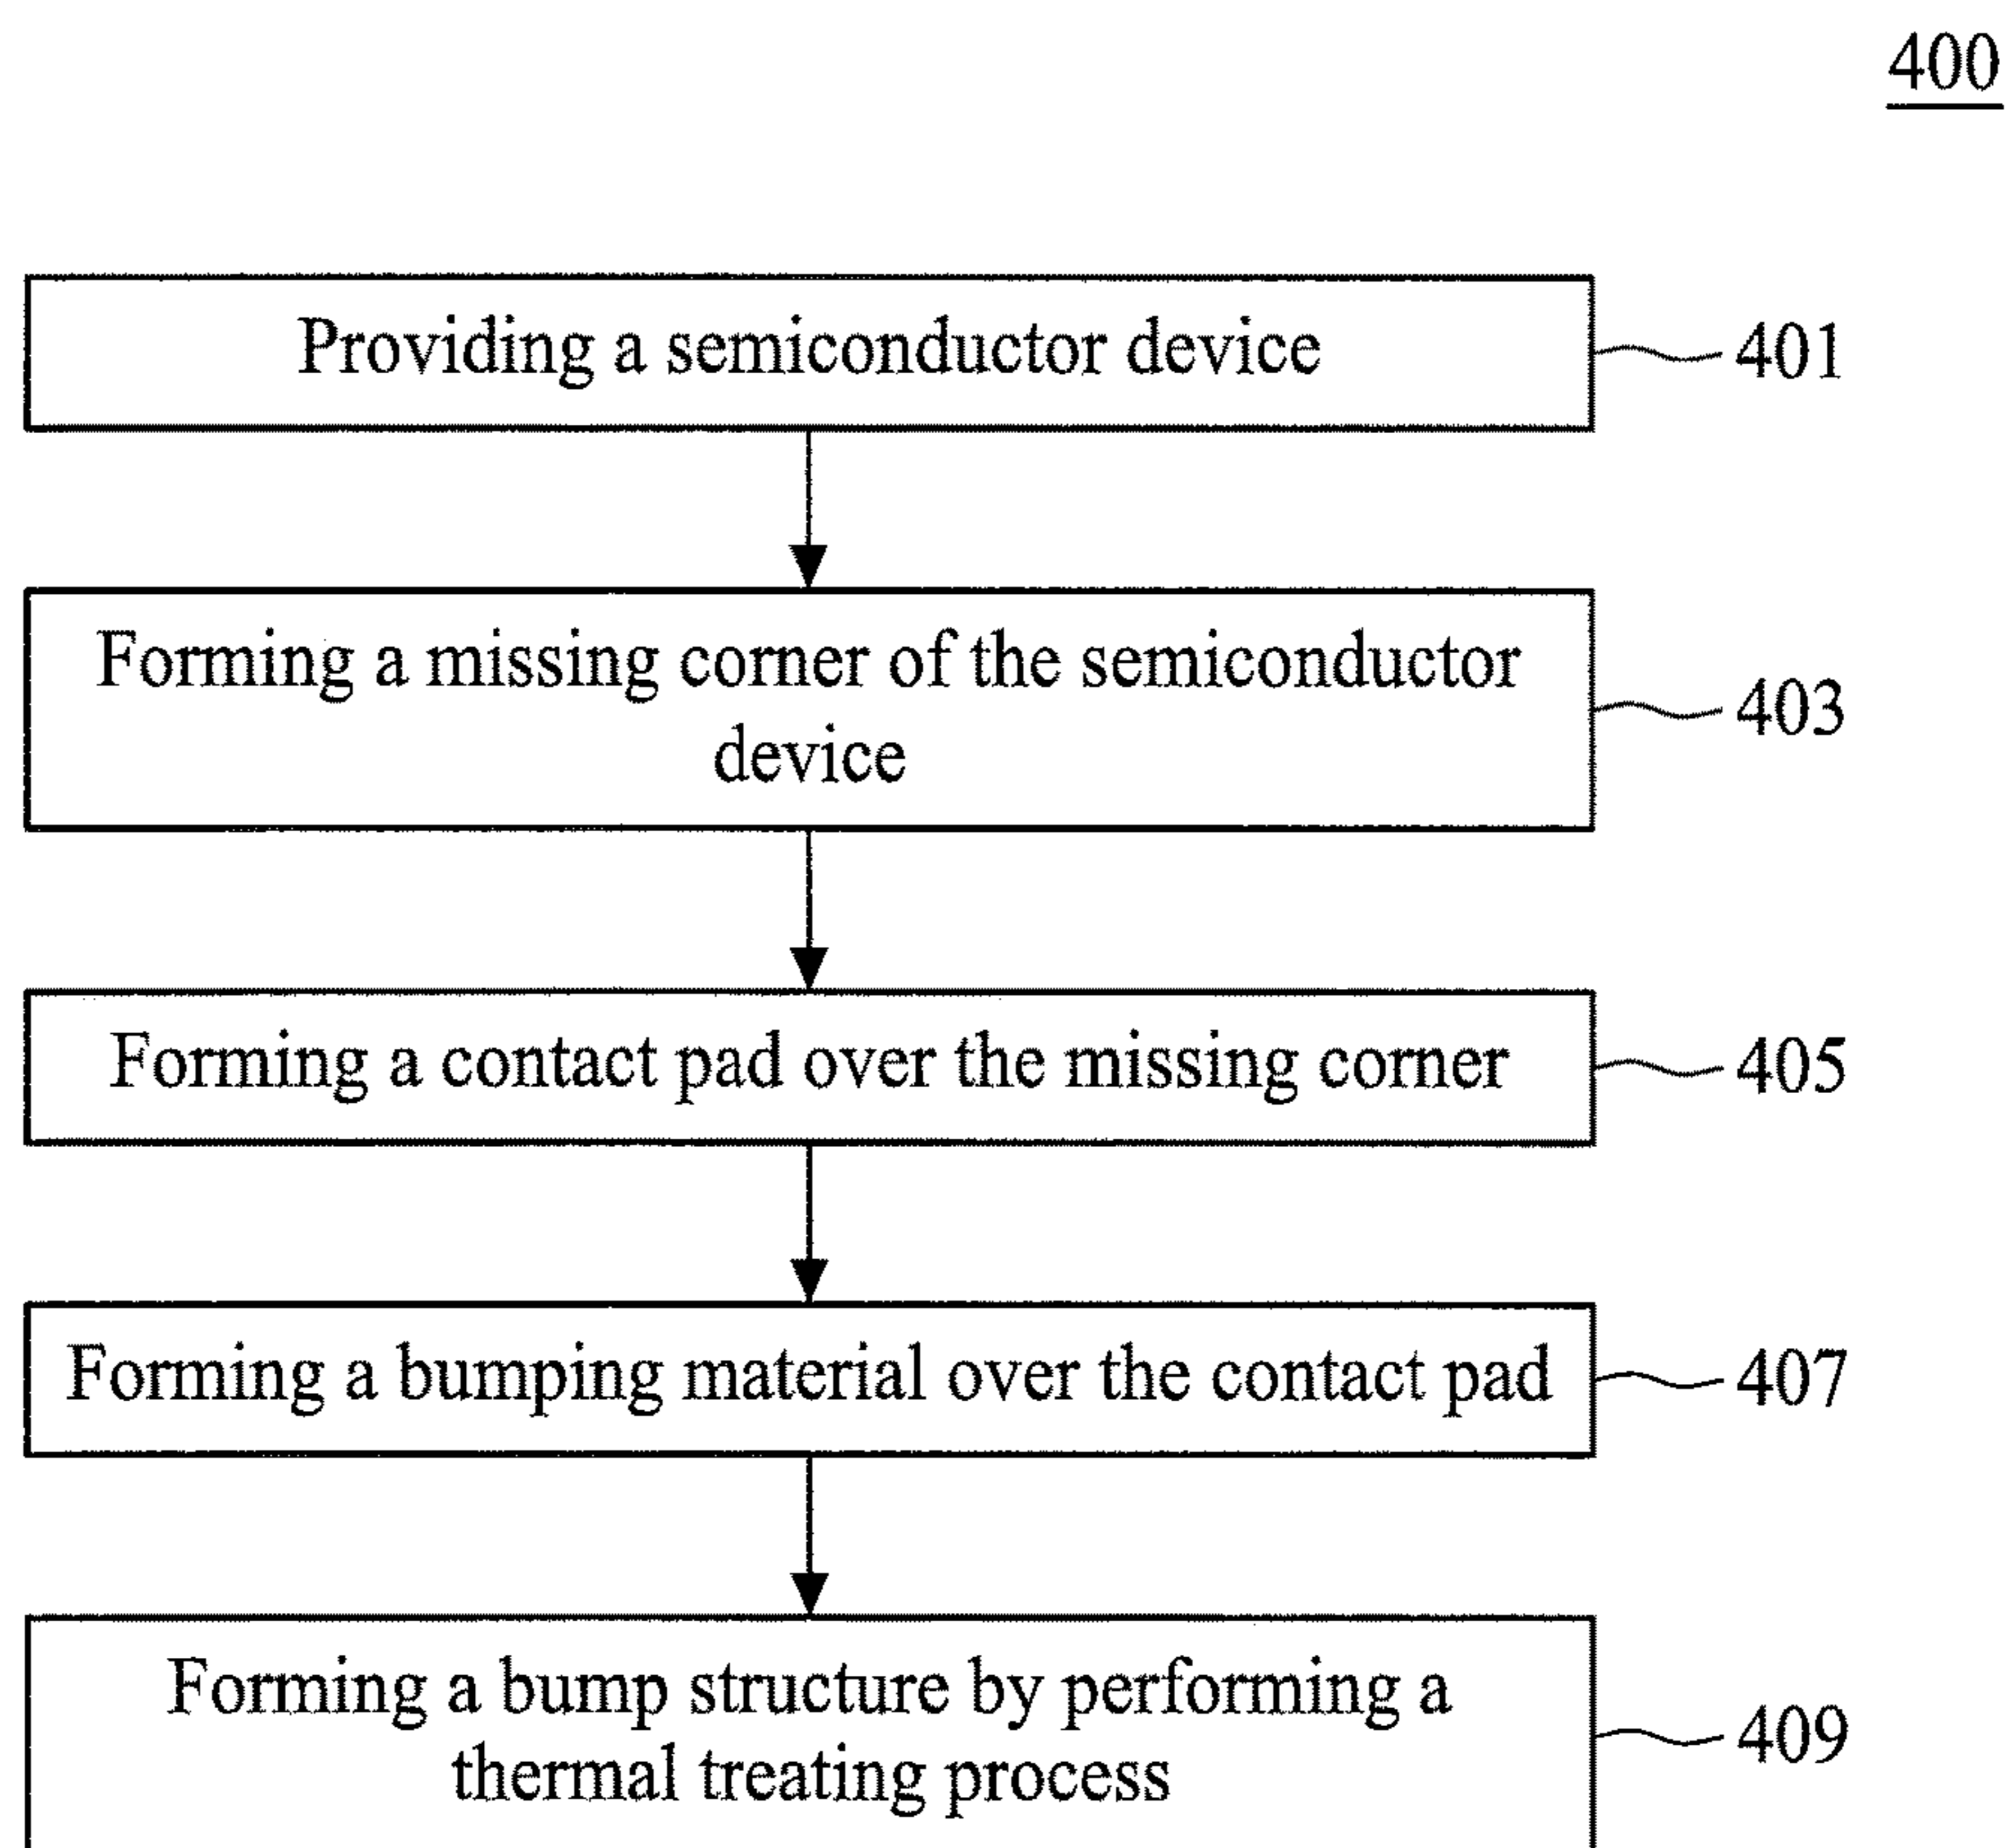 400
Providing a semiconductor device
401
Forming a missing corner of the semiconductor
device
403
Forming a contact pad over the missing corner
405
Forming a bumping material over the contact pad
407
Forming a bump structure by performing a
thermal treating process
409